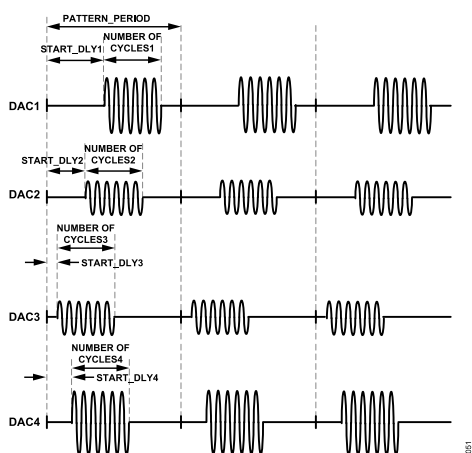 PATTERN_PERIOD
START_DLY1
NUMBER OF
CYCLES1
DAC1
START_DLY2
NUMBER OF
CYCLES2
DAC2
NUMBER OF
CYCLES3
START_DLY3
DAC3
NUMBER OF
CYCLES4
START_DLY4
DAC4
051